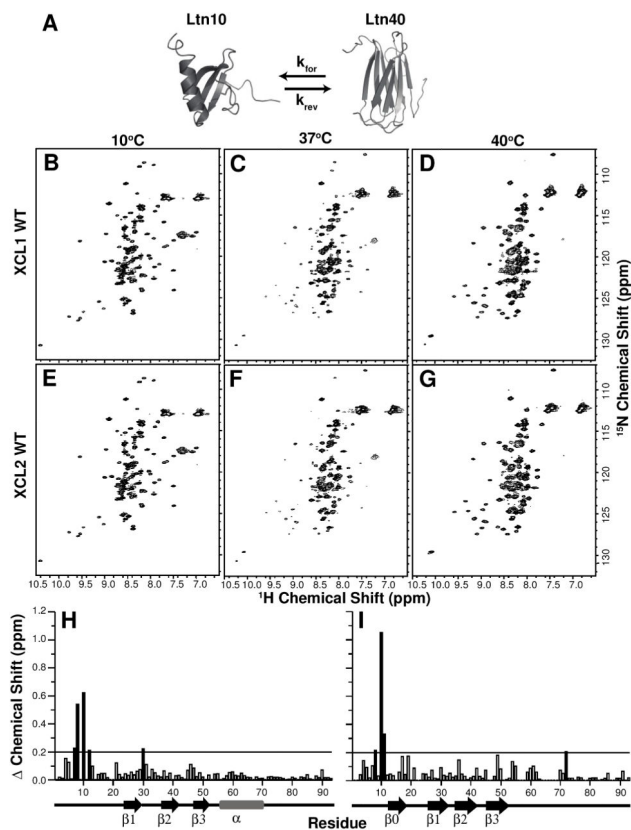 A
Ltn10
Ltn40
kfor
krev
10°C
37°C
40°C
XCL1 WT
B
C
D
110
115
120
125
130
XCL2 WT
E
F
G
110
115
120
125
130
15N Chemical Shift (ppm)
10.5 10.0 9.5 9.0 8.5 8.0 7.5 7.0
10.5 10.0 9.5 9.0 8.5 8.0 7.5 7.0
10.5 10.0 9.5 9.0 8.5 8.0 7.5 7.0
1H Chemical Shift (ppm)
H
I
Δ Chemical Shift (ppm)
1.2
1.0
0.8
0.6
0.4
0.2
0.0
10 20 30 40 50 60 70 80 90
10 20 30 40 50 60 70 80 90
β1 β2 β3 α
Residue
β0 β1 β2 β3